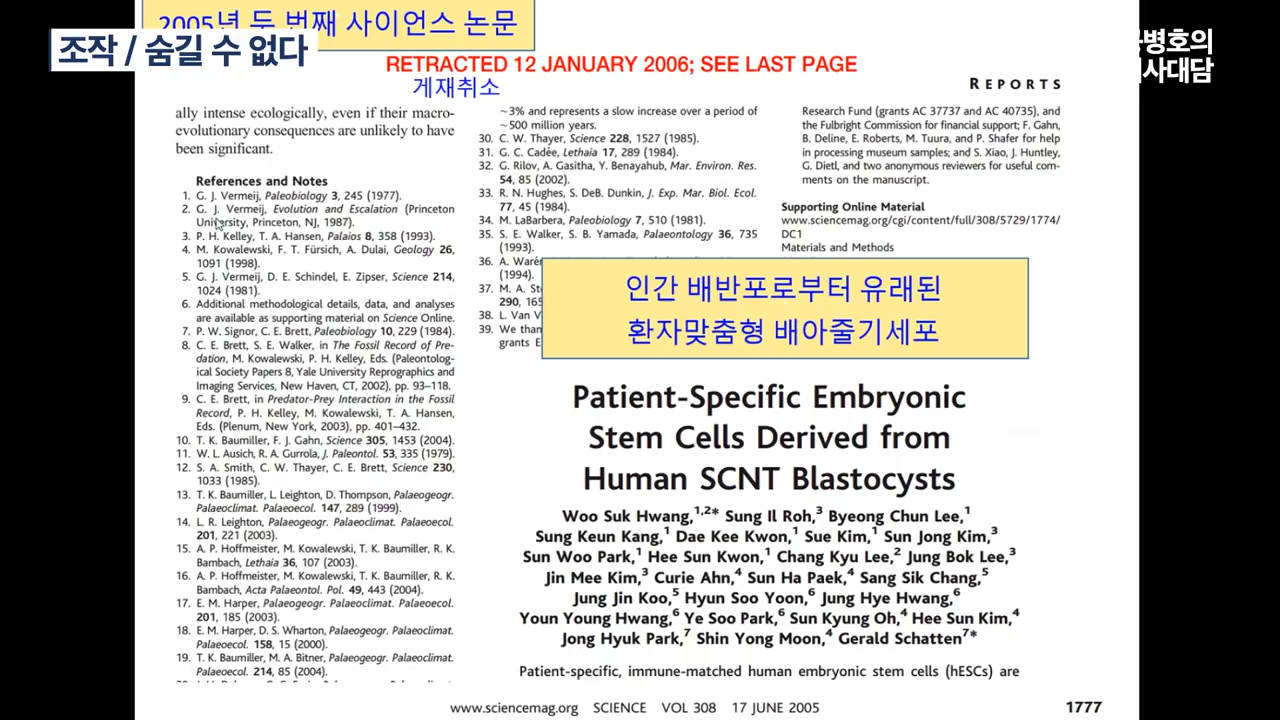 2005년 두 번째 사이언스 논문
조작 / 숨길 수 없다
병호의
사대담
RETRACTED 12 JANUARY 2006; SEE LAST PAGE
게재취소
REPORTS
ally intense ecologically, even if their macro-
evolutionary consequences are unlikely to have
been significant.
References and Notes
1. G. J. Vermeij, Paleobiology 3, 245 (1977).
2. G. J. Vermeij, Evolution and Escalation (Princeton
University, Princeton, NJ, 1987).
3. P. H. Kelley, T. A. Hansen, Palaios 8, 358 (1993).
4. M. Kowalewski, F. T. Fürsich, A. Dulai, Geology 26,
1091 (1998).
5. G. J. Vermeij, D. E. Schindel, E. Zipser, Science 214,
1024 (1981).
6. Additional methodological details, data, and analyses
are available as supporting material on Science Online.
7. P. W. Signor, C. E. Brett, Paleobiology 10, 229 (1984).
8. C. E. Brett, S. E. Walker, in The Fossil Record of Pre-
dation, M. Kowalewski, P. H. Kelley, Eds. (Paleontolog-
ical Society Papers 8, Yale University Reprographics and
Imaging Services, New Haven, CT, 2002), pp. 93–118.
9. C. E. Brett, in Predator-Prey Interaction in the Fossil
Record, P. H. Kelley, M. Kowalewski, T. A. Hansen,
Eds. (Plenum, New York, 2003), pp. 401–432.
10. T. K. Baumiller, F. J. Gahn, Science 305, 1453 (2004).
11. W. L. Ausich, R. A. Gurrola, J. Paleontol. 53, 335 (1979).
12. S. A. Smith, C. W. Thayer, C. E. Brett, Science 230,
1033 (1985).
13. T. K. Baumiller, L. Leighton, D. Thompson, Palaeogeogr.
Palaeoclimat. Palaeoecol. 147, 289 (1999).
14. L. R. Leighton, Palaeogeogr. Palaeoclimat. Palaeoecol.
201, 221 (2003).
15. A. P. Hoffmeister, M. Kowalewski, T. K. Baumiller, R. K.
Bambach, Lethaia 36, 107 (2003).
16. A. P. Hoffmeister, M. Kowalewski, T. K. Baumiller, R. K.
Bambach, Acta Palaeontol. Pol. 49, 443 (2004).
17. E. M. Harper, Palaeogeogr. Palaeoclimat. Palaeoecol.
201, 185 (2003).
18. E. M. Harper, D. S. Wharton, Palaeogeogr. Palaeoclimat.
Palaeoecol. 158, 15 (2000).
19. T. K. Baumiller, M. A. Bitner, Palaeogeogr. Palaeoclimat.
Palaeoecol. 214, 85 (2004).
~3% and represents a slow increase over a period of
~500 million years.
30. C. W. Thayer, Science 228, 1527 (1985).
31. G. C. Cadée, Lethaia 17, 289 (1984).
32. G. Rilov, A. Gasitha, Y. Benayahub, Mar. Environ. Res.
54, 85 (2002).
33. R. N. Hughes, S. DeB. Dunkin, J. Exp. Mar. Biol. Ecol.
77, 45 (1984).
34. M. LaBarbera, Paleobiology 7, 510 (1981).
35. S. E. Walker, S. B. Yamada, Palaeontology 36, 735
(1993).
36. A. Warén
(1994).
37. M. A. St
290, 165
38. L. Van V
39. We than
grants E
Research Fund (grants AC 37737 and AC 40735), and
the Fulbright Commission for financial support; F. Gahn,
B. Deline, E. Roberts, M. Tuura, and P. Shafer for help
in processing museum samples; and S. Xiao, J. Huntley,
G. Dietl, and two anonymous reviewers for useful com-
ments on the manuscript.
Supporting Online Material
www.sciencemag.org/cgi/content/full/308/5729/1774/
DC1
Materials and Methods
인간 배반포로부터 유래된
환자맞춤형 배아줄기세포
Patient-Specific Embryonic
Stem Cells Derived from
Human SCNT Blastocysts
Woo Suk Hwang,1,2* Sung Il Roh,3 Byeong Chun Lee,1
Sung Keun Kang,1 Dae Kee Kwon,1 Sue Kim,1 Sun Jong Kim,3
Sun Woo Park,1 Hee Sun Kwon,1 Chang Kyu Lee,2 Jung Bok Lee,3
Jin Mee Kim,3 Curie Ahn,4 Sun Ha Paek,4 Sang Sik Chang,5
Jung Jin Koo,5 Hyun Soo Yoon,6 Jung Hye Hwang,6
Youn Young Hwang,6 Ye Soo Park,6 Sun Kyung Oh,4 Hee Sun Kim,4
Jong Hyuk Park,7 Shin Yong Moon,4 Gerald Schatten7*
Patient-specific, immune-matched human embryonic stem cells (hESCs) are
www.sciencemag.org SCIENCE VOL 308 17 JUNE 2005
1777